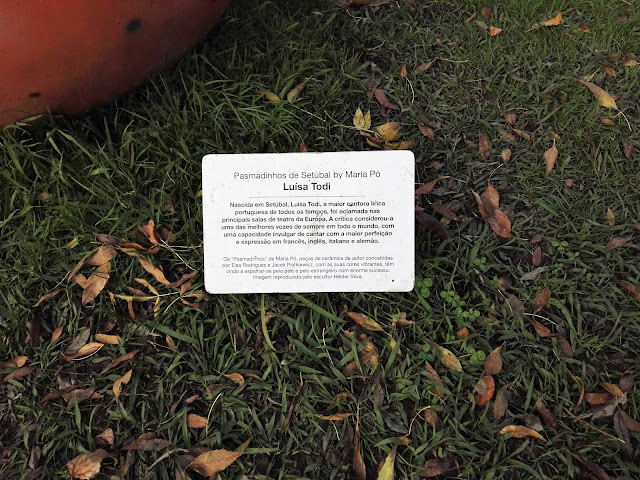 Pasmadinhos de Setúbal by Maria Pó
Luísa Todi
Nascida em Setúbal, Luísa Todi, a maior cantora lírica
portuguesa de todos os tempos, foi aclamada nas
principais salas de teatro da Europa. A crítica considerou-a
uma das melhores vozes de sempre em todo o mundo, com
uma capacidade invulgar de cantar com a maior perfeição
e expressão em francês, inglês, italiano e alemão.
Os "Pasmadinhos" de Maria Pó, peças de cerâmica de autor concebidas
por Elsa Rodrigues e Jacek Piatkiewicz, com as suas cores vibrantes, têm
vindo a espalhar-se pelo país e pelo estrangeiro com enorme sucesso.
Imagem reproduzida pelo escultor Hélder Silva.